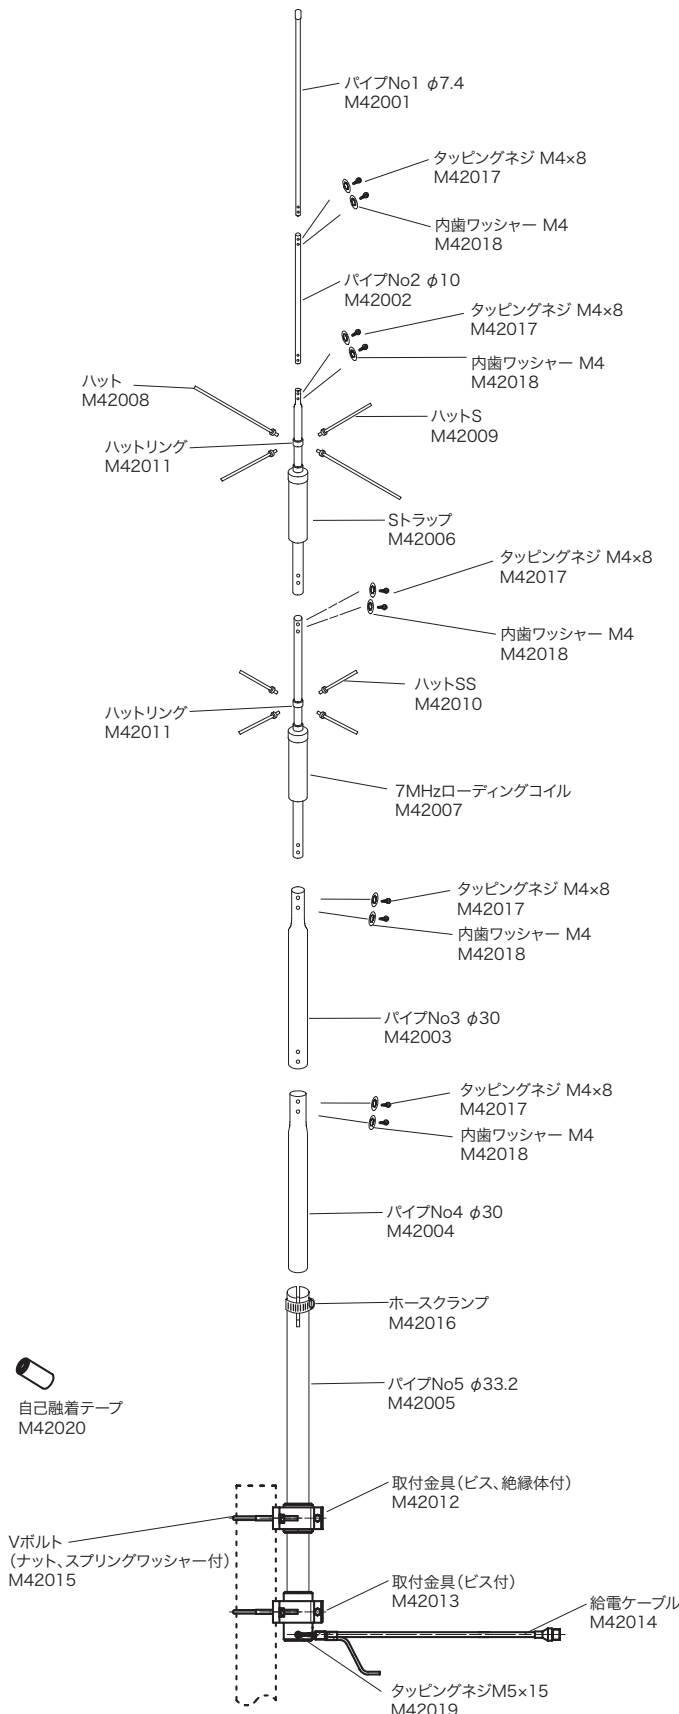 パイプNo1 φ7.4
M42001
タッピングネジ M4×8
M42017
内歯ワッシャー M4
M42018
パイプNo2 φ10
M42002
タッピングネジ M4×8
M42017
内歯ワッシャー M4
M42018
ハット
M42008
ハットS
M42009
ハットリング
M42011
Sトラップ
M42006
タッピングネジ M4×8
M42017
内歯ワッシャー M4
M42018
ハットSS
M42010
ハットリング
M42011
7MHzローディングコイル
M42007
タッピングネジ M4×8
M42017
内歯ワッシャー M4
M42018
パイプNo3 φ30
M42003
タッピングネジ M4×8
M42017
内歯ワッシャー M4
M42018
パイプNo4 φ30
M42004
ホースクランプ
M42016
パイプNo5 φ33.2
M42005
自己融着テープ
M42020
取付金具(ビス、絶縁体付)
M42012
Vボルト
(ナット、スプリングワッシャー付)
M42015
取付金具(ビス付)
M42013
給電ケーブル
M42014
タッピングネジM5×15
M42019